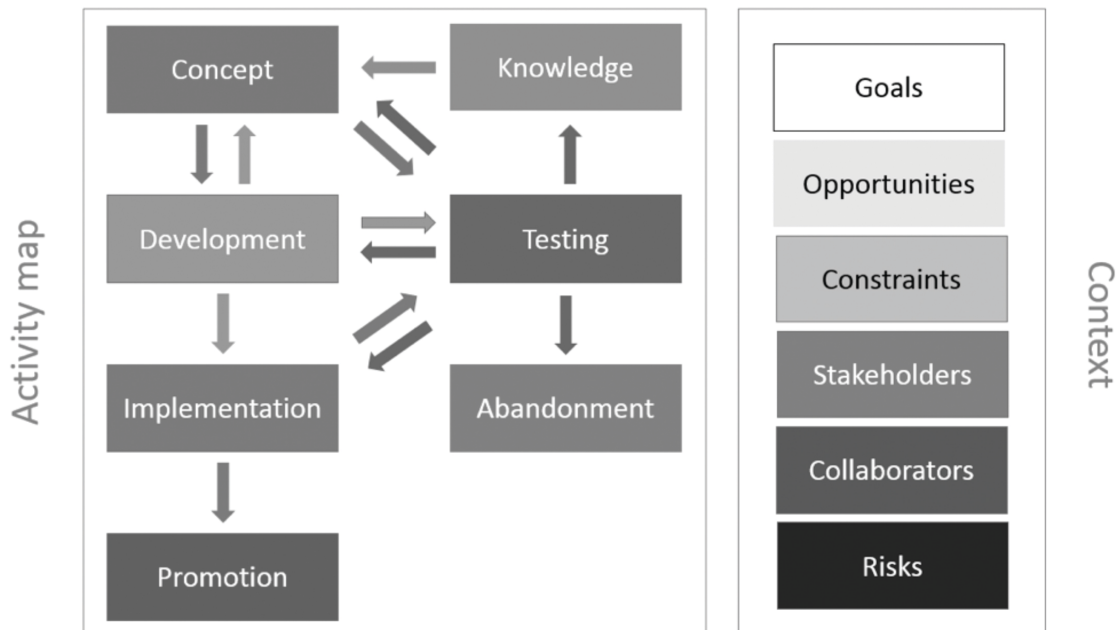 Activity map
Concept
Knowledge
Development
Testing
Implementation
Abandonment
Promotion
Goals
Opportunities
Constraints
Stakeholders
Collaborators
Risks
Context